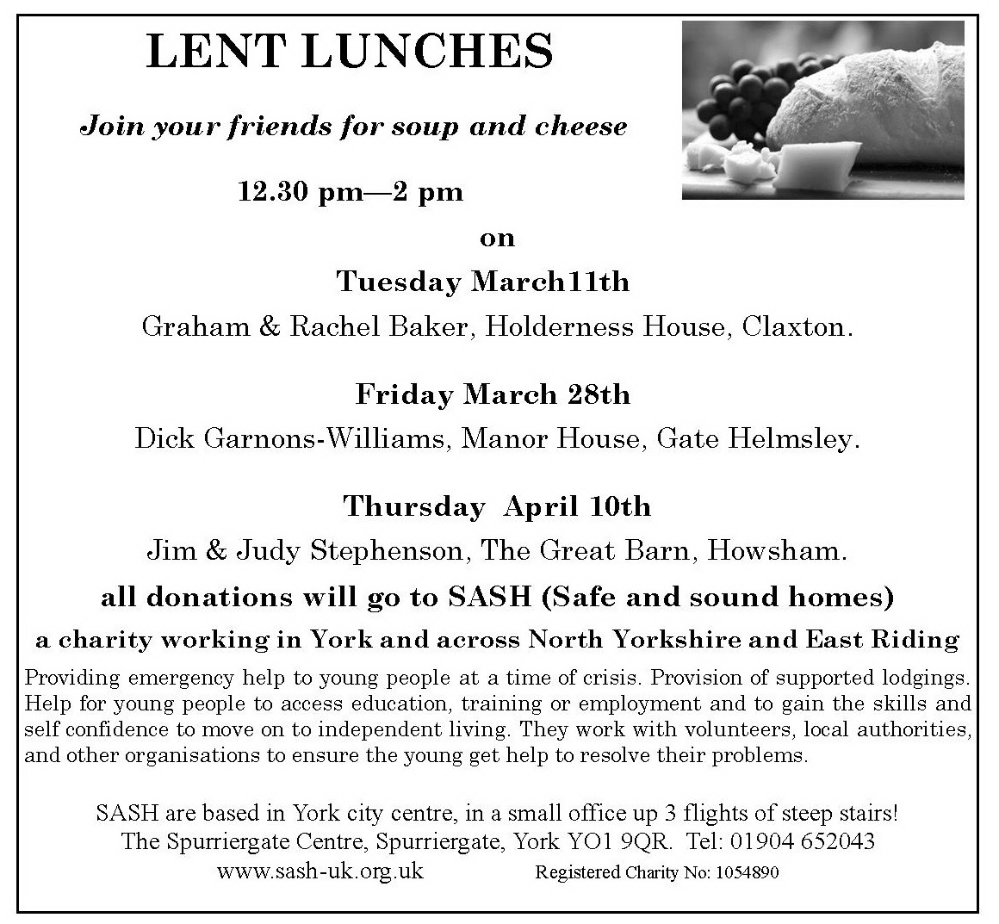 LENT LUNCHES
Join your friends for soup and cheese
12.30 pm—2 pm
on
Tuesday March11th
Graham & Rachel Baker, Holderness House, Claxton.
Friday March 28th
Dick Garnons-Williams, Manor House, Gate Helmsley.
Thursday  April 10th
Jim & Judy Stephenson, The Great Barn, Howsham.
all donations will go to SASH (Safe and sound homes)
a charity working in York and across North Yorkshire and East Riding
Providing emergency help to young people at a time of crisis. Provision of supported lodgings.
Help for young people to access education, training or employment and to gain the skills and
self confidence to move on to independent living. They work with volunteers, local authorities,
and other organisations to ensure the young get help to resolve their problems.
SASH are based in York city centre, in a small office up 3 flights of steep stairs!
The Spurriergate Centre, Spurriergate, York YO1 9QR.  Tel: 01904 652043
www.sash-uk.org.uk Registered Charity No: 1054890